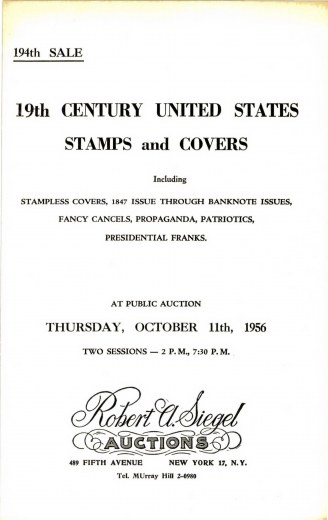 194th SALE
19th CENTURY UNITED STATES
STAMPS and COVERS
Including
STAMPLESS COVERS, 1847 ISSUE THROUGH BANKNOTE ISSUES,
FANCY CANCELS, PROPAGANDA, PATRIOTICS,
PRESIDENTIAL FRANKS.
AT PUBLIC AUCTION
THURSDAY, OCTOBER 11th, 1956
TWO SESSIONS — 2 P.M., 7:30 P.M.
Robert A. Siegel
AUCTIONS
489 FIFTH AVENUE NEW YORK 17, N.Y.
Tel. MUrray Hill 2-0980